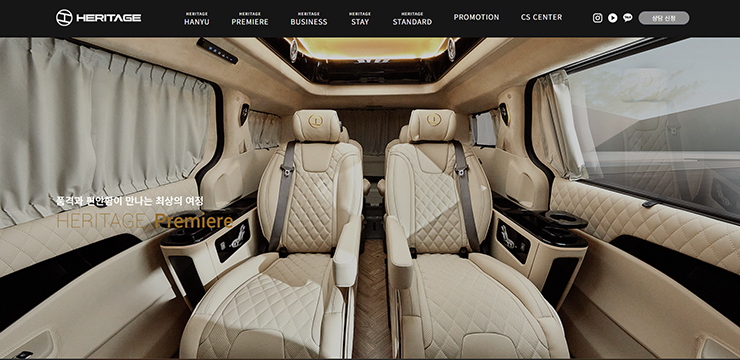 HERITAGE
HERITAGE
HANYU
HERITAGE
PREMIERE
HERITAGE
BUSINESS
HERITAGE
STAY
HERITAGE
STANDARD
PROMOTION
CS CENTER
상담 신청
품격과 편안함이 만나는 최상의 여정
HERITAGE Premiere